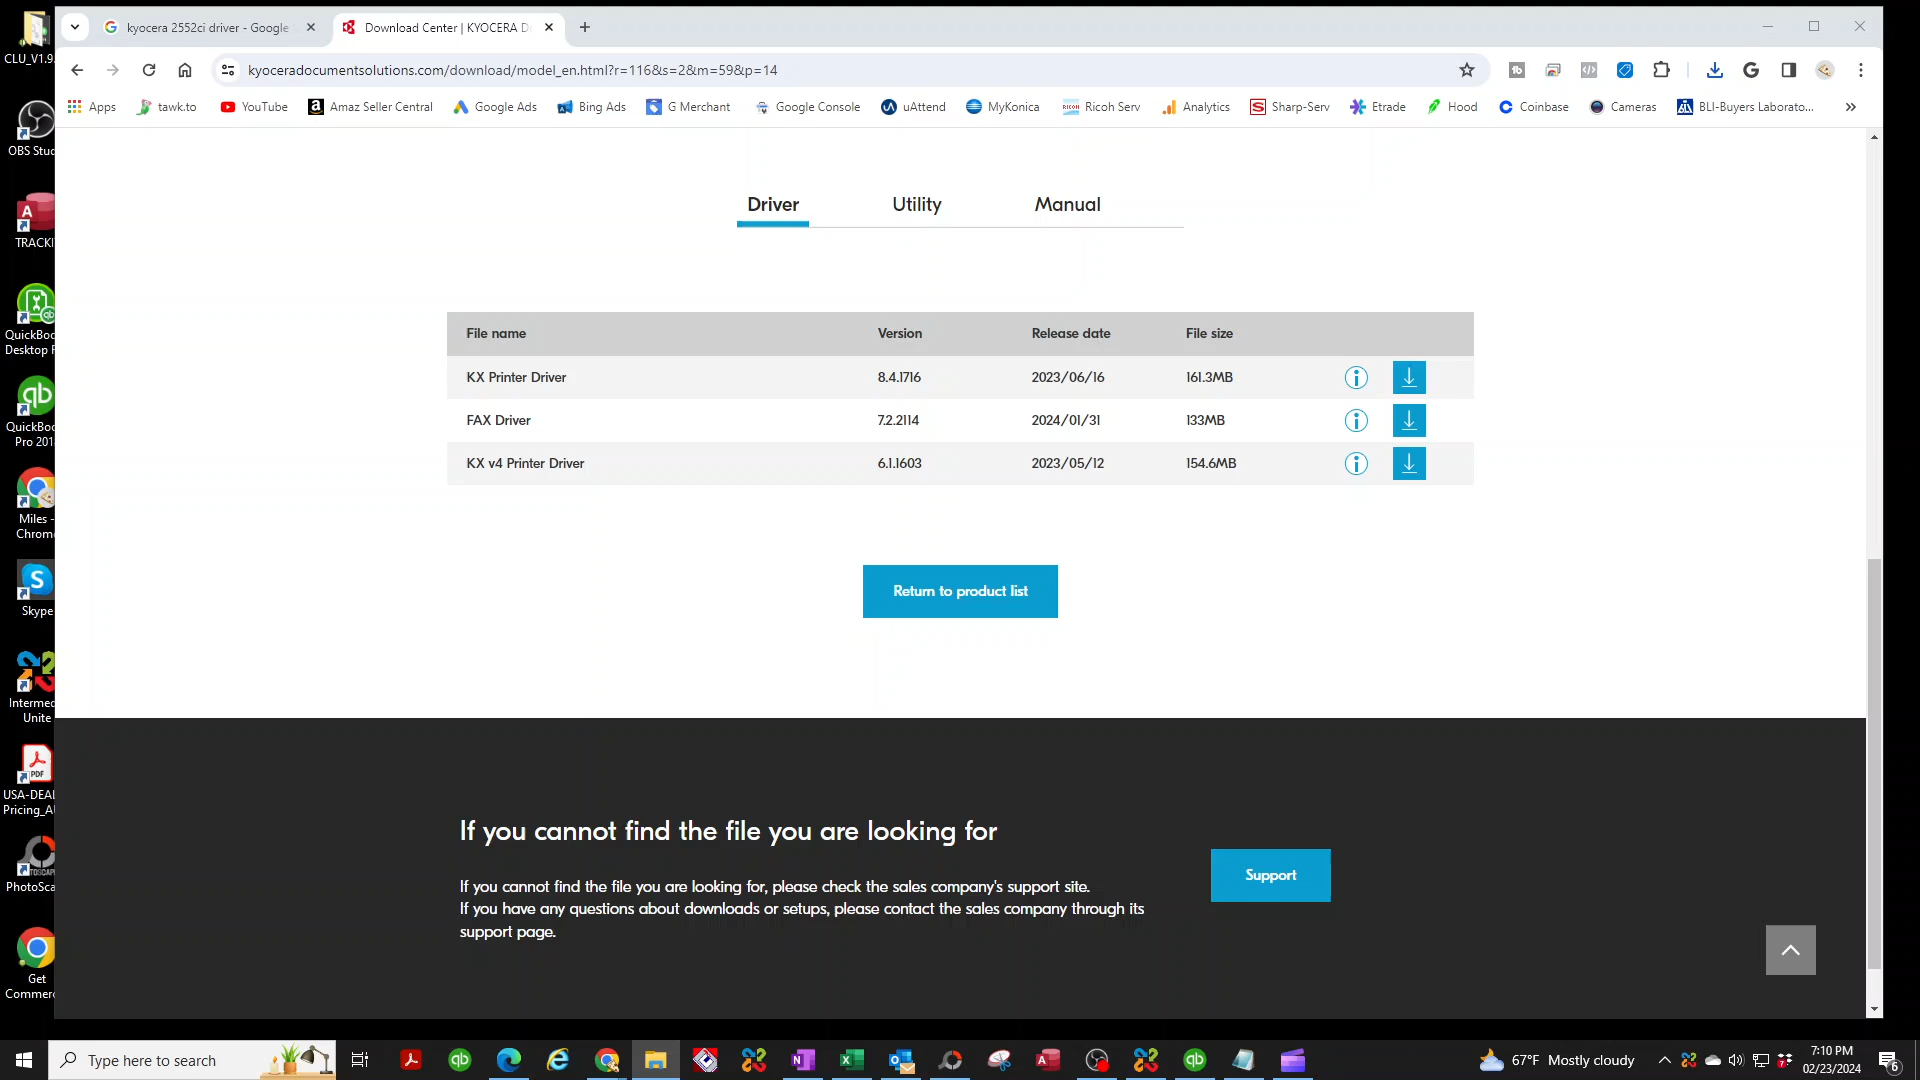 kyocera 2552ci driver - Google
Download Center | KYOCERA D
kyoceradocumentsolutions.com/download/model_en.html?r=116&s=2&m=59&p=14
Apps
tawk.to
YouTube
Amaz Seller Central
Google Ads
Bing Ads
G Merchant
Google Console
uAttend
MyKonica
Ricoh Serv
Analytics
Sharp-Serv
Etrade
Hood
Coinbase
Cameras
BLI-Buyers Laborato...
CLU_V1.9.
OBS Stud
TRACKI
QuickBoo
Desktop F
QuickBoo
Pro 201
Miles -
Chrome
Skype
Intermed
Unite
PDF
USA-DEAL
Pricing_A
PhotoSca
Get
Commerc
Driver
Utility
Manual
File name Version Release date File size
KX Printer Driver 8.4.1716 2023/06/16 161.3MB
FAX Driver 7.2.2114 2024/01/31 133MB
KX v4 Printer Driver 6.1.1603 2023/05/12 154.6MB
Return to product list
If you cannot find the file you are looking for
If you cannot find the file you are looking for, please check the sales company's support site.
If you have any questions about downloads or setups, please contact the sales company through its
support page.
Support
Type here to search
67°F Mostly cloudy
7:10 PM
02/23/2024
6